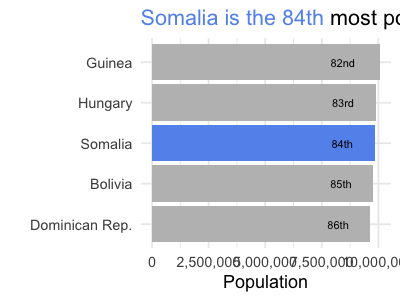 Somalia is the 84th most po
Guinea 82nd
Hungary 83rd
Somalia 84th
Bolivia 85th
Dominican Rep. 86th
0 2,500,000 5,000,000 7,500,000 10,000,00
Population